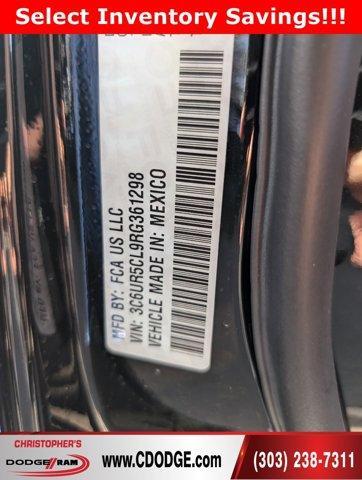 Select Inventory Savings!!!
MFD BY: FCA US LLC
VIN: 3C6UR5CL9RG361298
VEHICLE MADE IN: MEXICO
CHRISTOPHER'S
DODGE RAM
www.CDODGE.com
(303) 238-7311